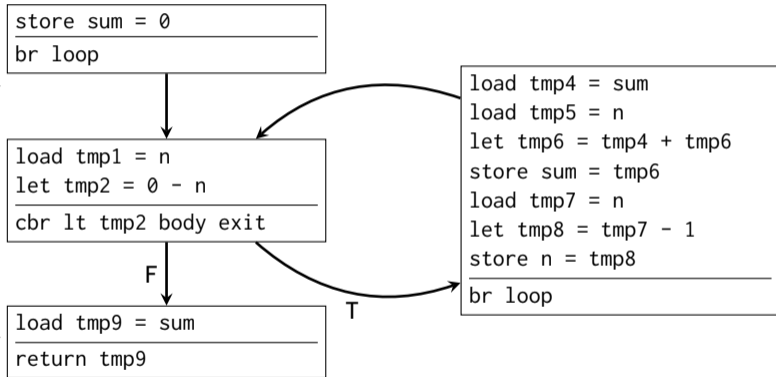 store sum = 0
br loop
load tmp1 = n
let tmp2 = 0 - n
cbr lt tmp2 body exit
F
T
load tmp9 = sum
return tmp9
load tmp4 = sum
load tmp5 = n
let tmp6 = tmp4 + tmp6
store sum = tmp6
load tmp7 = n
let tmp8 = tmp7 - 1
store n = tmp8
br loop